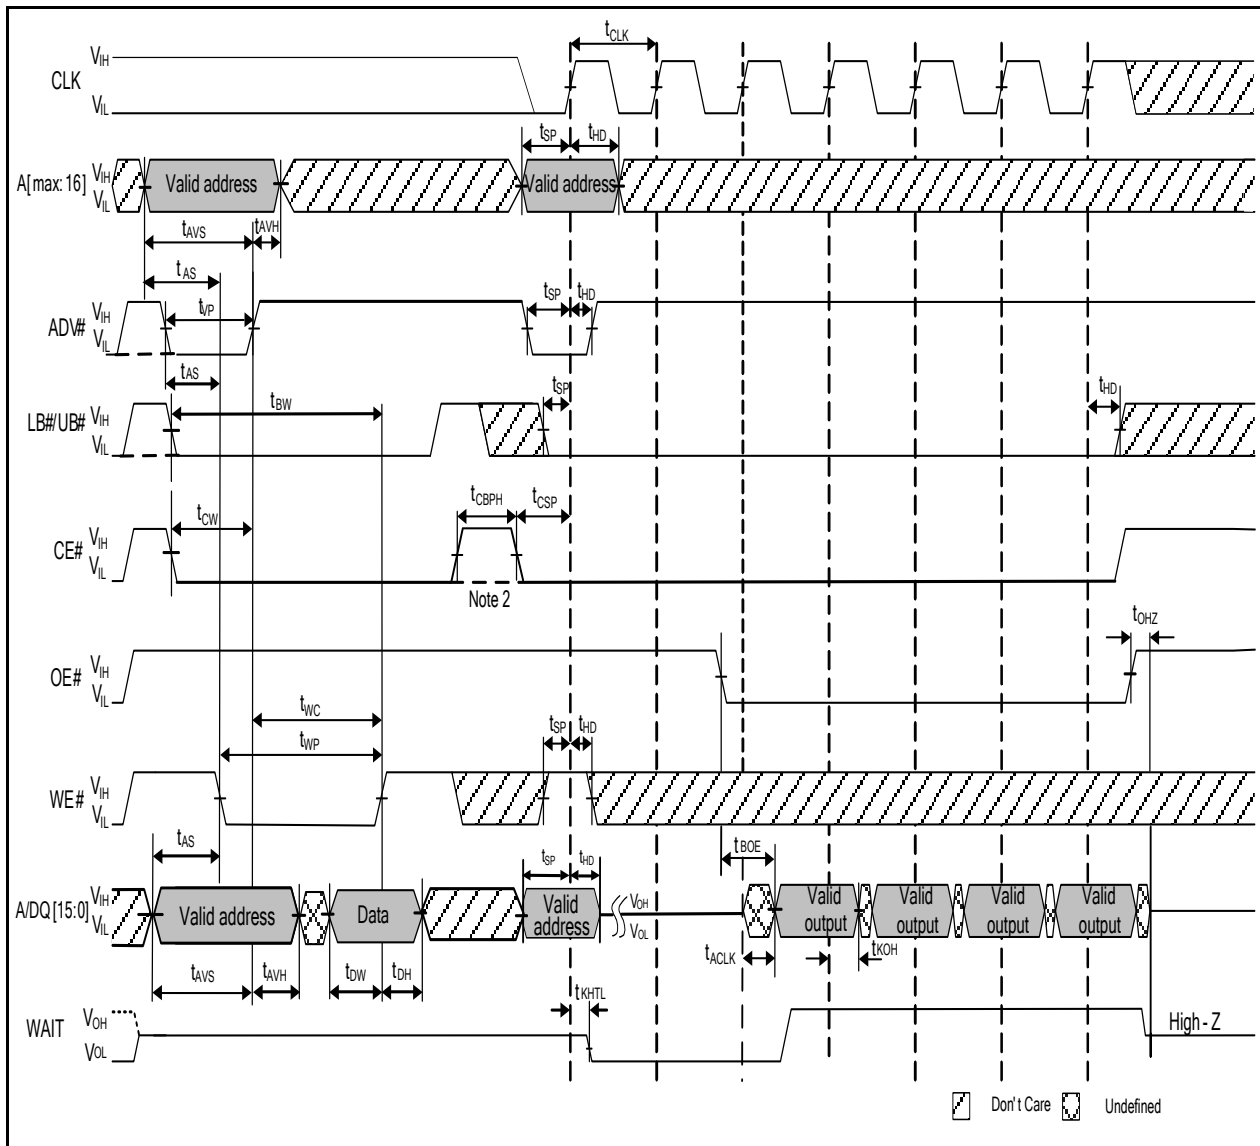 tCLK
VIH
CLK
VIL
tSP tHD
A[max:16] VIH
VIL
Valid address
Valid address
tAVS tAVH
tAS
tSP tHD
tVP
ADV# VIH
VIL
tAS
tSP
tHD
tBW
LB#/UB# VIH
VIL
tCBPH tCSP
tCW
CE# VIH
VIL
Note 2
tOHZ
OE# VIH
VIL
tWC
tSP tHD
tWP
WE# VIH
VIL
tAS
tBOE
tSP tHD
A/DQ[15:0] VIH
VIL
Valid address
Data
Valid address
VOH
VOL
Valid output
Valid output
Valid output
Valid output
tACLK tKOH
tAVS tAVH tDW tDH
tKHTL
WAIT VOH
VOL
High-Z
Don't Care Undefined